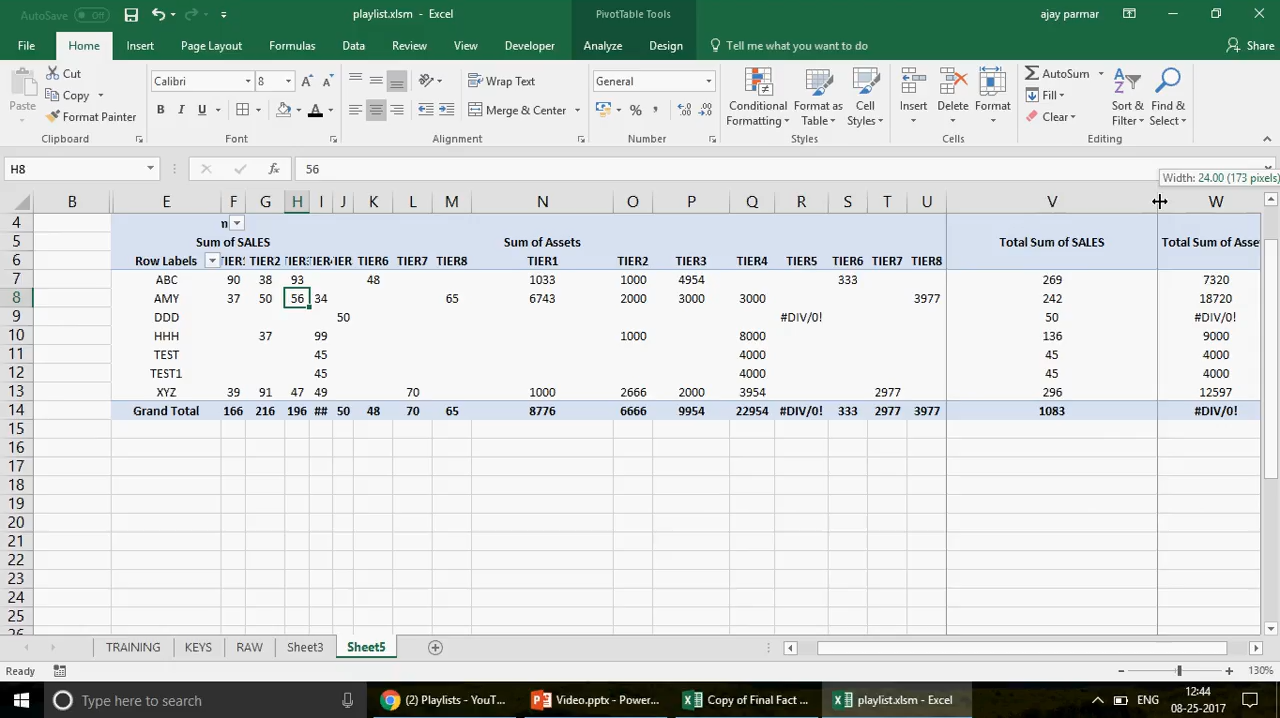 AutoSave Off playlist.xlsm - Excel PivotTable Tools ajay parmar
File Home Insert Page Layout Formulas Data Review View Developer Analyze Design Tell me what you want to do Share
Paste Cut Copy Format Painter Clipboard
Calibri 8 B I U A Font
Wrap Text Merge & Center Alignment
General % , Number
Conditional Formatting Format as Table Cell Styles Styles
Insert Delete Format Cells
AutoSum Fill Clear Sort & Filter Find & Select Editing
H8 fx 56
Width: 24.00 (173 pixels)
B E F G H I J K L M N O P Q R S T U V W
4
5 Sum of SALES Sum of Assets Total Sum of SALES Total Sum of Asse
6 Row Labels TIER1 TIER2 TIER3 TIER4 TIER TIER6 TIER7 TIER8 TIER1 TIER2 TIER3 TIER4 TIER5 TIER6 TIER7 TIER8
7 ABC 90 38 93 48 1033 1000 4954 333 269 7320
8 AMY 37 50 56 34 65 6743 2000 3000 3000 3977 242 18720
9 DDD 50 #DIV/0! 50 #DIV/0!
10 HHH 37 99 1000 8000 136 9000
11 TEST 45 4000 45 4000
12 TEST1 45 4000 45 4000
13 XYZ 39 91 47 49 70 1000 2666 2000 3954 2977 296 12597
14 Grand Total 166 216 196 ## 50 48 70 65 8776 6666 9954 22954 #DIV/0! 333 2977 3977 1083 #DIV/0!
15
16
17
18
19
20
21
22
23
24
25
TRAINING KEYS RAW Sheet3 Sheet5
Ready 130%
Type here to search (2) Playlists - YouT... Video.pptx - Power... Copy of Final Fact ... playlist.xlsm - Excel ENG 12:44
08-25-2017